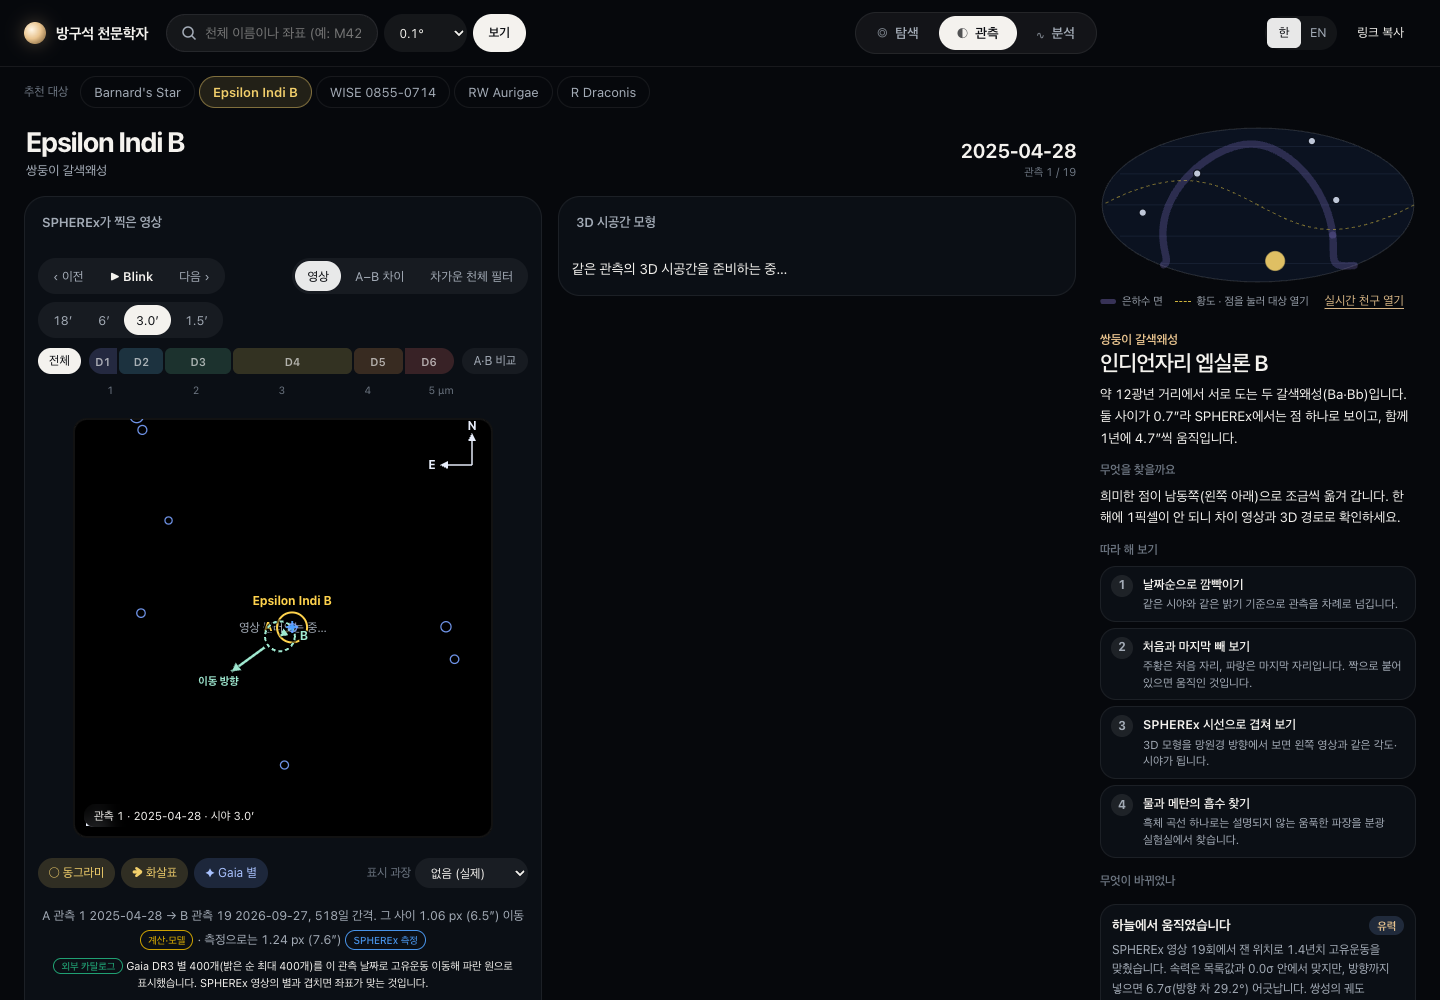 방구석 천문학자
천체 이름이나 좌표 (예: M42
0.1°
보기
탐색
관측
분석
한
EN
링크 복사
추천 대상
Barnard's Star
Epsilon Indi B
WISE 0855-0714
RW Aurigae
R Draconis
Epsilon Indi B
쌍둥이 갈색왜성
2025-04-28
관측 1 / 19
SPHEREx가 찍은 영상
‹ 이전
▶ Blink
다음 ›
영상
A−B 차이
차가운 천체 필터
18′
6′
3.0′
1.5′
전체
D1
D2
D3
D4
D5
D6
A·B 비교
1
2
3
4
5 μm
N
E
Epsilon Indi B
영상
중…
B
이동 방향
관측 1 · 2025-04-28 · 시야 3.0′
동그라미
화살표
Gaia 별
표시 과장
없음 (실제)
A 관측 1 2025-04-28 → B 관측 19 2026-09-27, 518일 간격. 그 사이 1.06 px (6.5″) 이동
계산·모델 · 측정으로는 1.24 px (7.6″) SPHEREx 측정
외부 카탈로그 Gaia DR3 별 400개(밝은 순 최대 400개)를 이 관측 날짜로 고유운동 이동해 파란 원으로
표시했습니다. SPHEREx 영상의 별과 겹치면 좌표가 맞는 것입니다.
3D 시공간 모형
같은 관측의 3D 시공간을 준비하는 중…
은하수 면
---- 황도 · 점을 눌러 대상 열기
실시간 천구 열기
쌍둥이 갈색왜성
인디언자리 엡실론 B
약 12광년 거리에서 서로 도는 두 갈색왜성(Ba·Bb)입니다.
둘 사이가 0.7″라 SPHEREx에서는 점 하나로 보이고, 함께
1년에 4.7″씩 움직입니다.
무엇을 찾을까요
희미한 점이 남동쪽(왼쪽 아래)으로 조금씩 옮겨 갑니다. 한
해에 1픽셀이 안 되니 차이 영상과 3D 경로로 확인하세요.
따라 해 보기
1
날짜순으로 깜빡이기
같은 시야와 같은 밝기 기준으로 관측을 차례로 넘깁니다.
2
처음과 마지막 빼 보기
주황은 처음 자리, 파랑은 마지막 자리입니다. 짝으로 붙어
있으면 움직인 것입니다.
3
SPHEREx 시선으로 겹쳐 보기
3D 모형을 망원경 방향에서 보면 왼쪽 영상과 같은 각도·
시야가 됩니다.
4
물과 메탄의 흡수 찾기
흑체 곡선 하나로는 설명되지 않는 움푹한 파장을 분광
실험실에서 찾습니다.
무엇이 바뀌었나
하늘에서 움직였습니다
유력
SPHEREx 영상 19회에서 잰 위치로 1.4년치 고유운동을
맞췄습니다. 속력은 목록값과 0.0σ 안에서 맞지만, 방향까지
넣으면 6.7σ(방향 차 29.2°) 어긋납니다. 쌍성의 궤도